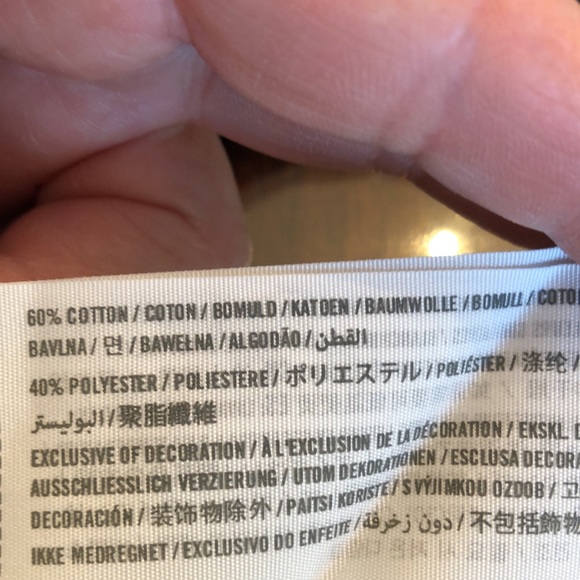 60% COTTON / COTON / BOMULD / KATOEN / BAUMWOLLE / BOMULL / COTO
BAVLNA / 면 / BAWEŁNA / ALGODÃO / القطن
40% POLYESTER / POLIESTERE / ポリエステル / POLIÉSTER / 涤纶 /
البوليستر / 聚脂纖維
EXCLUSIVE OF DECORATION / À L'EXCLUSION DE LA DÉCORATION / EKSKL
AUSSCHLIESSLICH VERZIERUNG / UTOM DEKORATIONEN / ESCLUSA DECORA
DECORACIÓN / 装饰物除外 / PAITSI KORISTE / S VÝJIMKOU OZDOB / 고
IKKE MEDREGNET / EXCLUSIVO DO ENFEITE / دون زخرفة / 不包括飾物